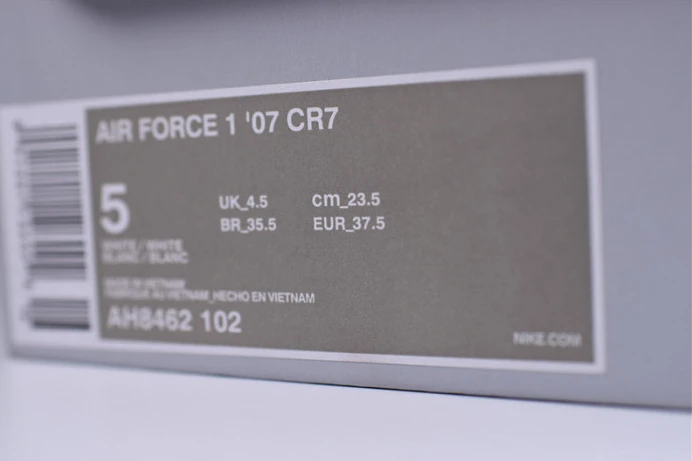 AIR FORCE 1 '07 CR7
5
UK_4.5 cm_23.5
BR_35.5 EUR_37.5
WHITE / WHITE
BLANC / BLANC
MADE IN VIETNAM
FABRIQUE AU VIETNAM_HECHO EN VIETNAM
AH8462 102
NIKE.COM